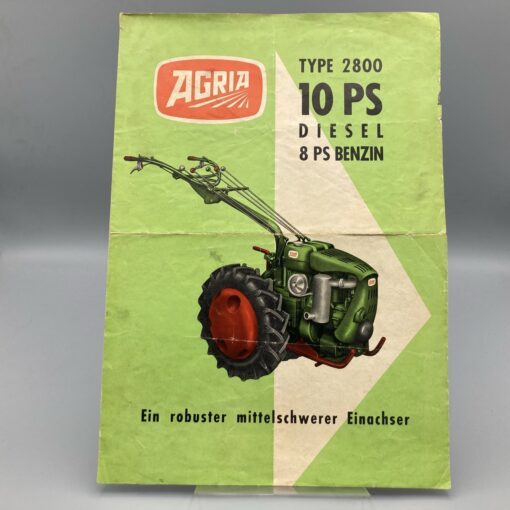 AGRIA
TYPE 2800
10 PS
DIESEL
8 PS BENZIN
Ein robuster mittelschwerer Einachser